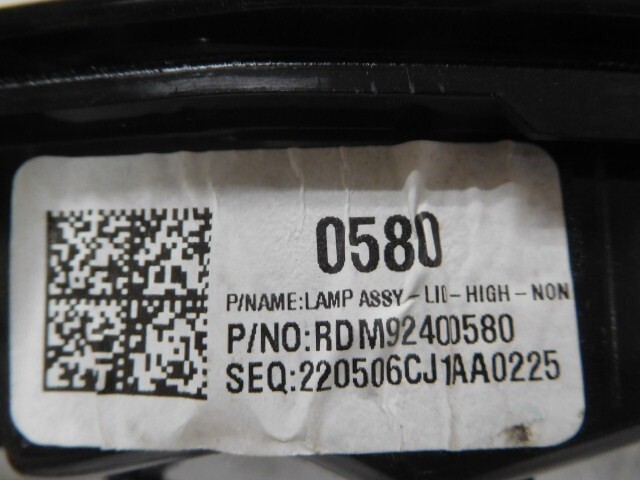 0580
P/NAME:LAMP ASSY-LID-HIGH-NON
P/NO:RDM92400580
SEQ:220506CJ1AA0225